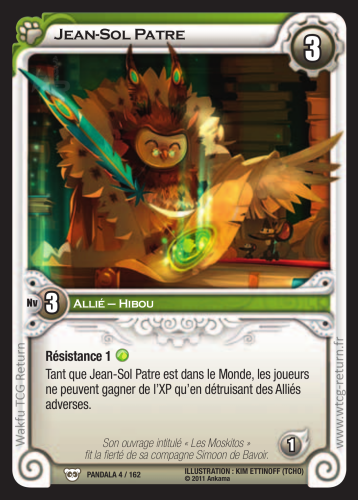 Jean-Sol Patre
3
Nv 3 Allié – Hibou
Résistance 1
Tant que Jean-Sol Patre est dans le Monde, les joueurs
ne peuvent gagner de l'XP qu'en détruisant des Alliés
adverses.
Son ouvrage intitulé « Les Moskitos »
fit la fierté de sa compagne Simoon de Bavoir.
1
PANDALA 4 / 162
ILLUSTRATION : KIM ETTINOFF (TCHO)
© 2011 Ankama
Wakfu TCG Return
www.wtcg-return.fr